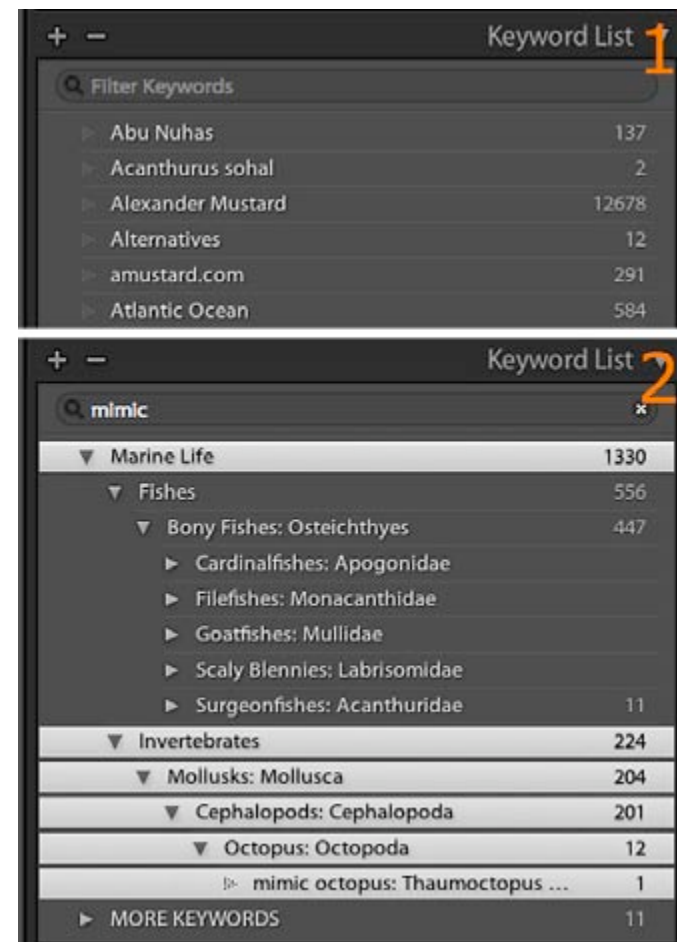 + − Keyword List 1
Filter Keywords
Abu Nuhas 137
Acanthurus sohal 2
Alexander Mustard 12678
Alternatives 12
amustard.com 291
Atlantic Ocean 584
+ − Keyword List 2
mimic x
Marine Life 1330
Fishes 556
Bony Fishes: Osteichthyes 447
Cardinalfishes: Apogonidae
Filefishes: Monacanthidae
Goatfishes: Mullidae
Scaly Blennies: Labrisomidae
Surgeonfishes: Acanthuridae 11
Invertebrates 224
Mollusks: Mollusca 204
Cephalopods: Cephalopoda 201
Octopus: Octopoda 12
mimic octopus: Thaumoctopus ... 1
MORE KEYWORDS 11